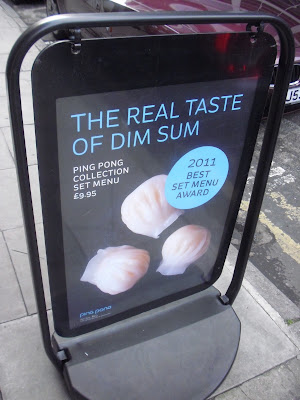 THE REAL TASTE
OF DIM SUM
PING PONG
COLLECTION
SET MENU
£9.95
2011
BEST
SET MENU
AWARD
ping pong